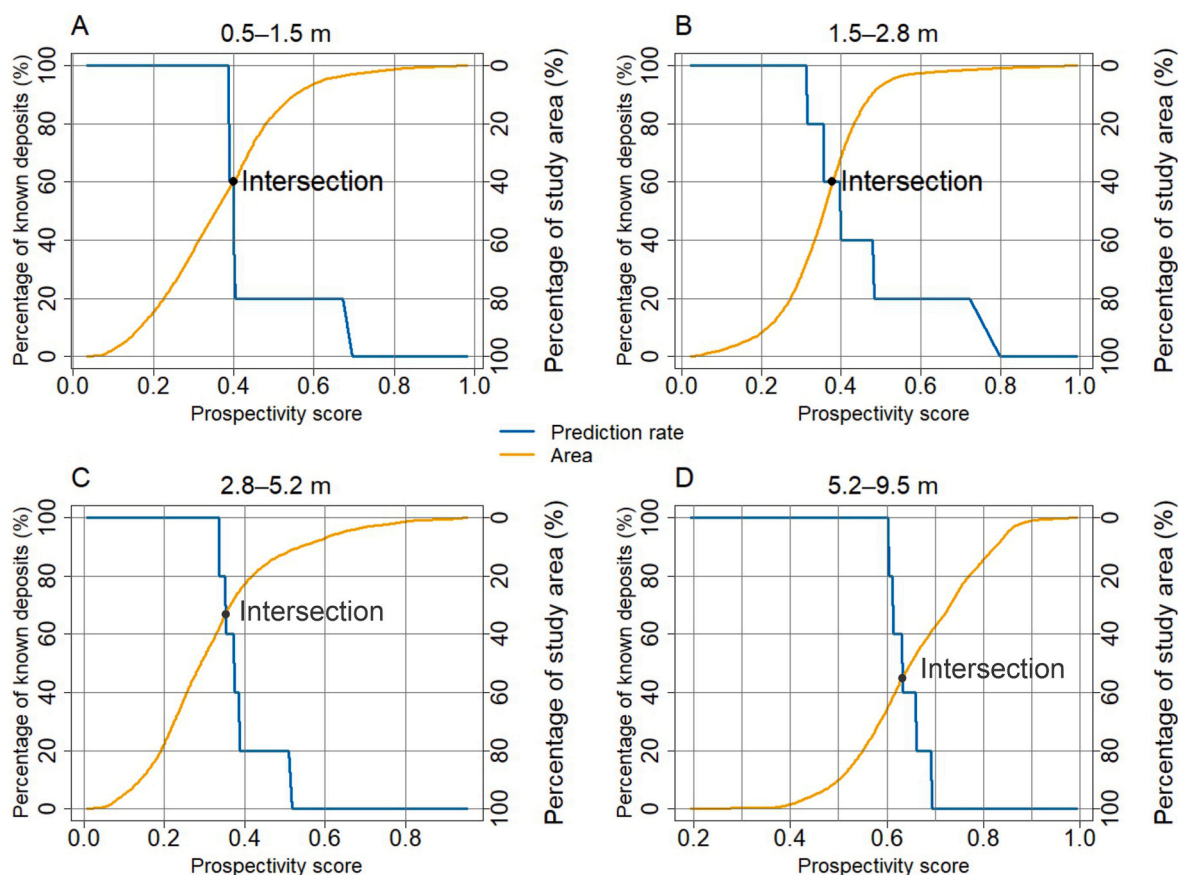 A
0.5–1.5 m
Percentage of known deposits (%)
100
80
60
40
20
0
0
20
40
60
80
100
Percentage of study area (%)
Intersection
0.0 0.2 0.4 0.6 0.8 1.0
Prospectivity score
B
1.5–2.8 m
Percentage of known deposits (%)
100
80
60
40
20
0
0
20
40
60
80
100
Percentage of study area (%)
Intersection
0.0 0.2 0.4 0.6 0.8 1.0
Prospectivity score
Prediction rate
Area
C
2.8–5.2 m
Percentage of known deposits (%)
100
80
60
40
20
0
0
20
40
60
80
100
Percentage of study area (%)
Intersection
0.0 0.2 0.4 0.6 0.8
Prospectivity score
D
5.2–9.5 m
Percentage of known deposits (%)
100
80
60
40
20
0
0
20
40
60
80
100
Percentage of study area (%)
Intersection
0.2 0.4 0.6 0.8 1.0
Prospectivity score